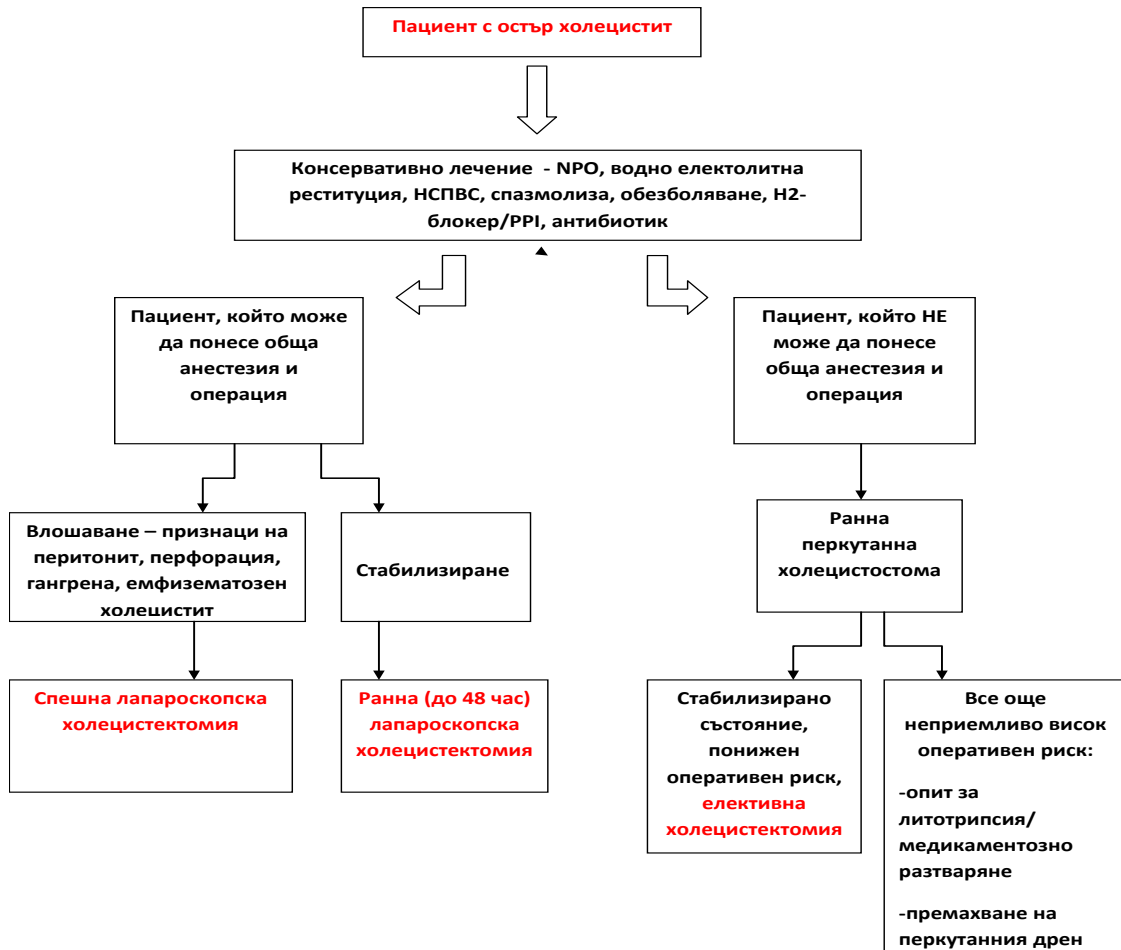 Пациент с остър холецистит
Консервативно лечение - NPO, водно електолитна
реституция, НСПВС, спазмолиза, обезболяване, H2-
блокер/PPI, антибиотик
Пациент, който може
да понесе обща
анестезия и
операция
Пациент, който НЕ
може да понесе
обща анестезия и
операция
Влошаване – признаци на
перитонит, перфорация,
гангрена, емфизематозен
холецистит
Стабилизиране
Ранна
перкутанна
холецистостома
Спешна лапароскопска
холецистектомия
Ранна (до 48 час)
лапароскопска
холецистектомия
Стабилизирано
състояние,
понижен
оперативен риск,
елективна
холецистектомия
Все още
неприемливо висок
оперативен риск:
-опит за
литотрипсия/
медикаментозно
разтваряне
-премахване на
перкутанния дрен